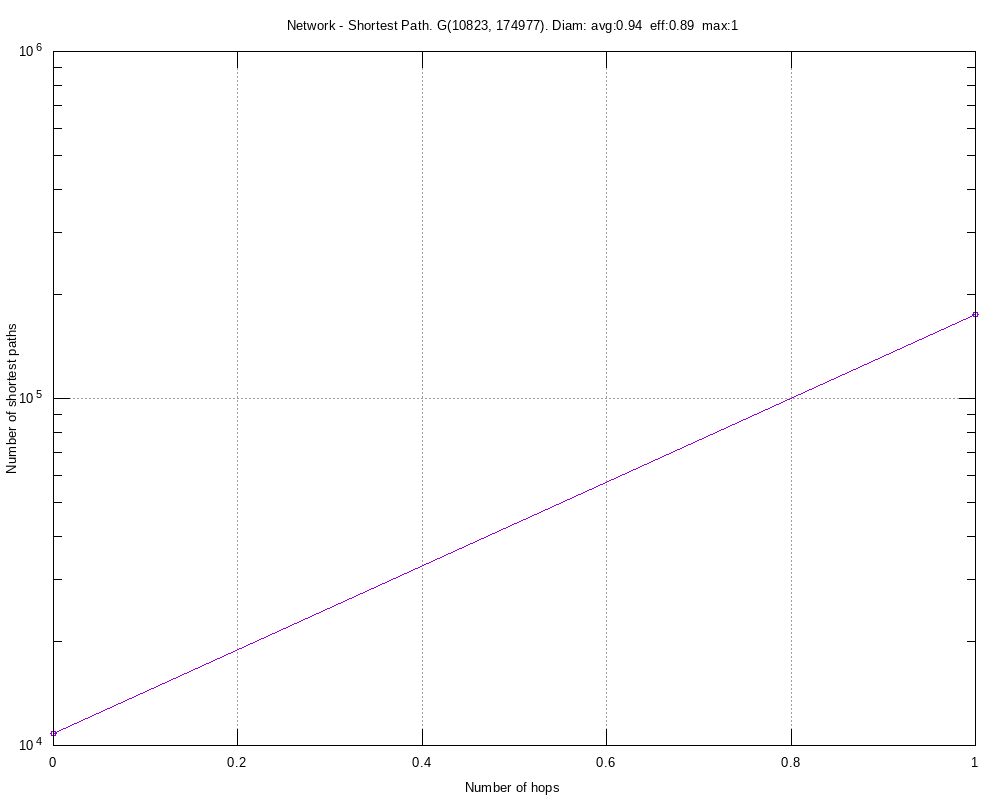 Network - Shortest Path. G(10823, 174977). Diam: avg:0.94  eff:0.89  max:1
10^6
10^5
10^4
Number of shortest paths
0 0.2 0.4 0.6 0.8 1
Number of hops